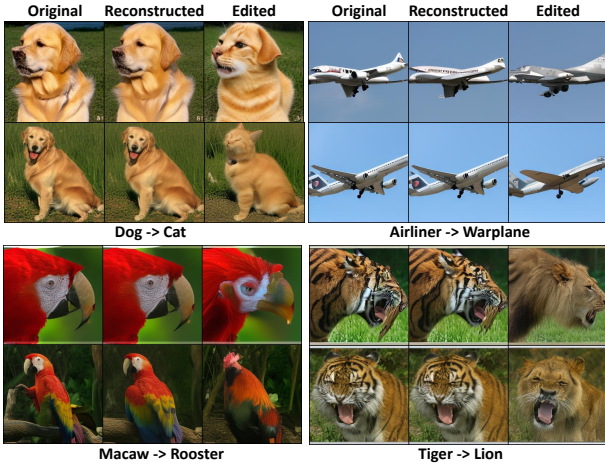 Original Reconstructed Edited Original Reconstructed Edited
Dog -> Cat
Airliner -> Warplane
Macaw -> Rooster
Tiger -> Lion